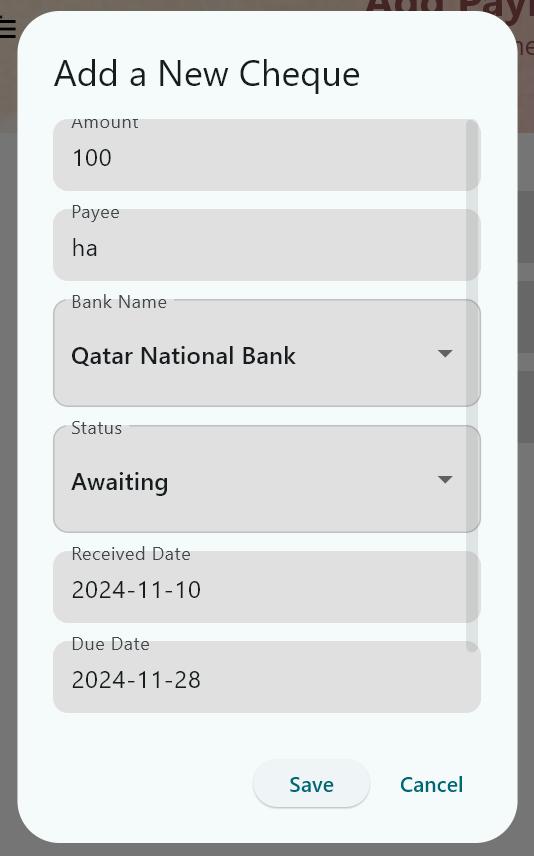 Add a New Cheque
Amount
100
Payee
ha
Bank Name
Qatar National Bank
Status
Awaiting
Received Date
2024-11-10
Due Date
2024-11-28
Save
Cancel